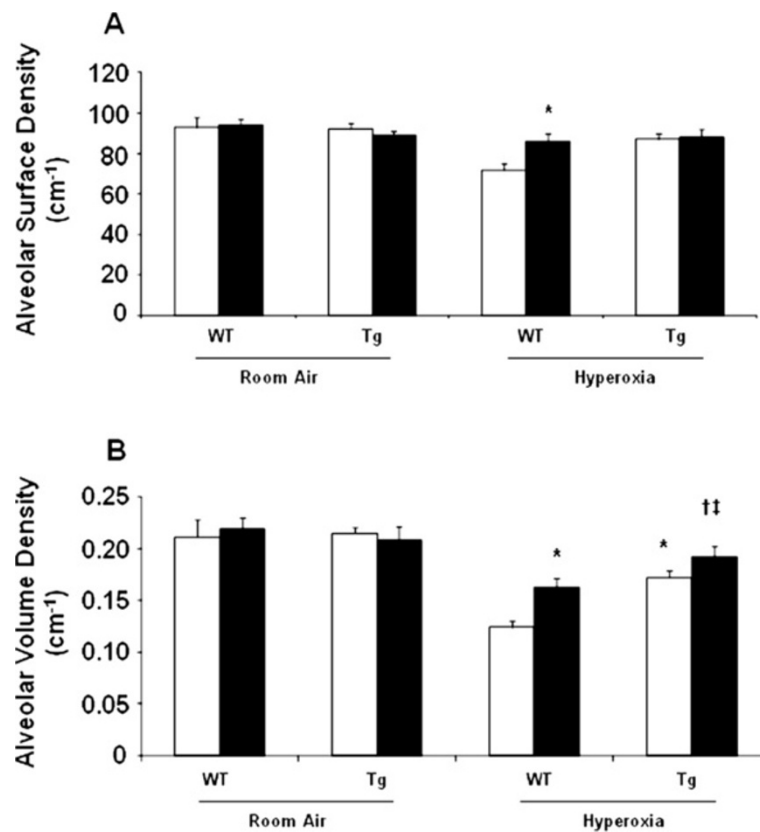 A
Alveolar Surface Density
(cm-1)
120
100
80
60
40
20
0
*
WT
Tg
WT
Tg
Room Air
Hyperoxia
B
Alveolar Volume Density
(cm-1)
0.25
0.20
0.15
0.10
0.05
0
*
*
†‡
WT
Tg
WT
Tg
Room Air
Hyperoxia